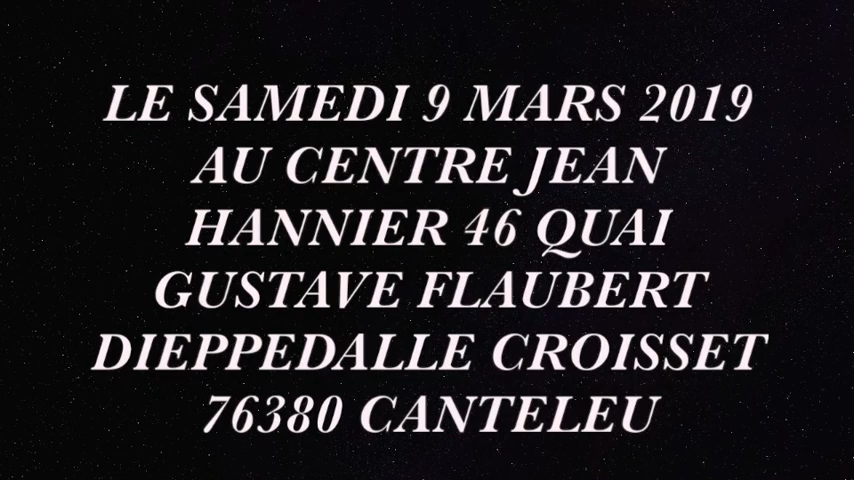 LE SAMEDI 9 MARS 2019
AU CENTRE JEAN
HANNIER 46 QUAI
GUSTAVE FLAUBERT
DIEPPEDALLE CROISSET
76380 CANTELEU